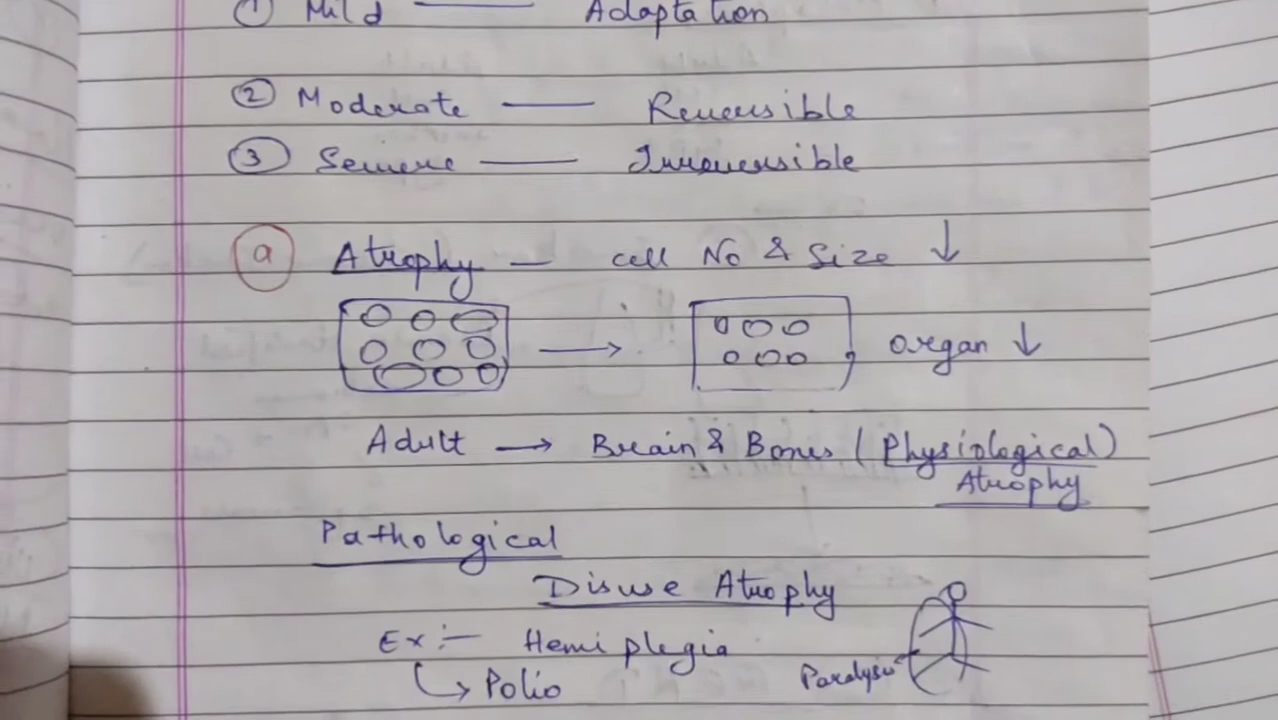 ① Mild — Adaptation
② Moderate — Reversible
③ Severe — Irreversible
ⓐ Atrophy — cell No & Size ↓
→ organ ↓
Adult → Brain & Bones (Physiological)
Atrophy
Pathological
Disuse Atrophy
Ex:- Hemiplegia
↳ Polio
Paralysis